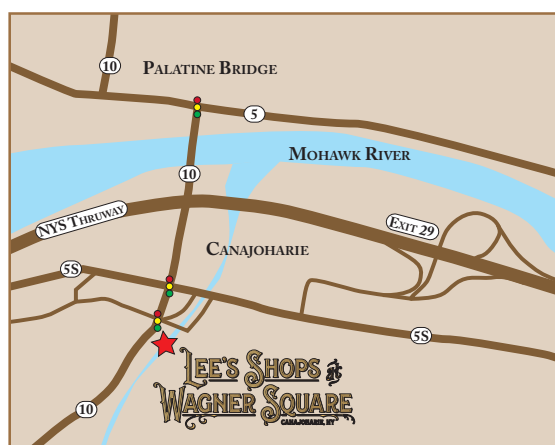 10
PALATINE BRIDGE
5
MOHAWK RIVER
10
NYS THRUWAY
EXIT 29
CANAJOHARIE
5S
5S
LEE'S SHOPS at
WAGNER SQUARE
CANAJOHARIE, NY
10